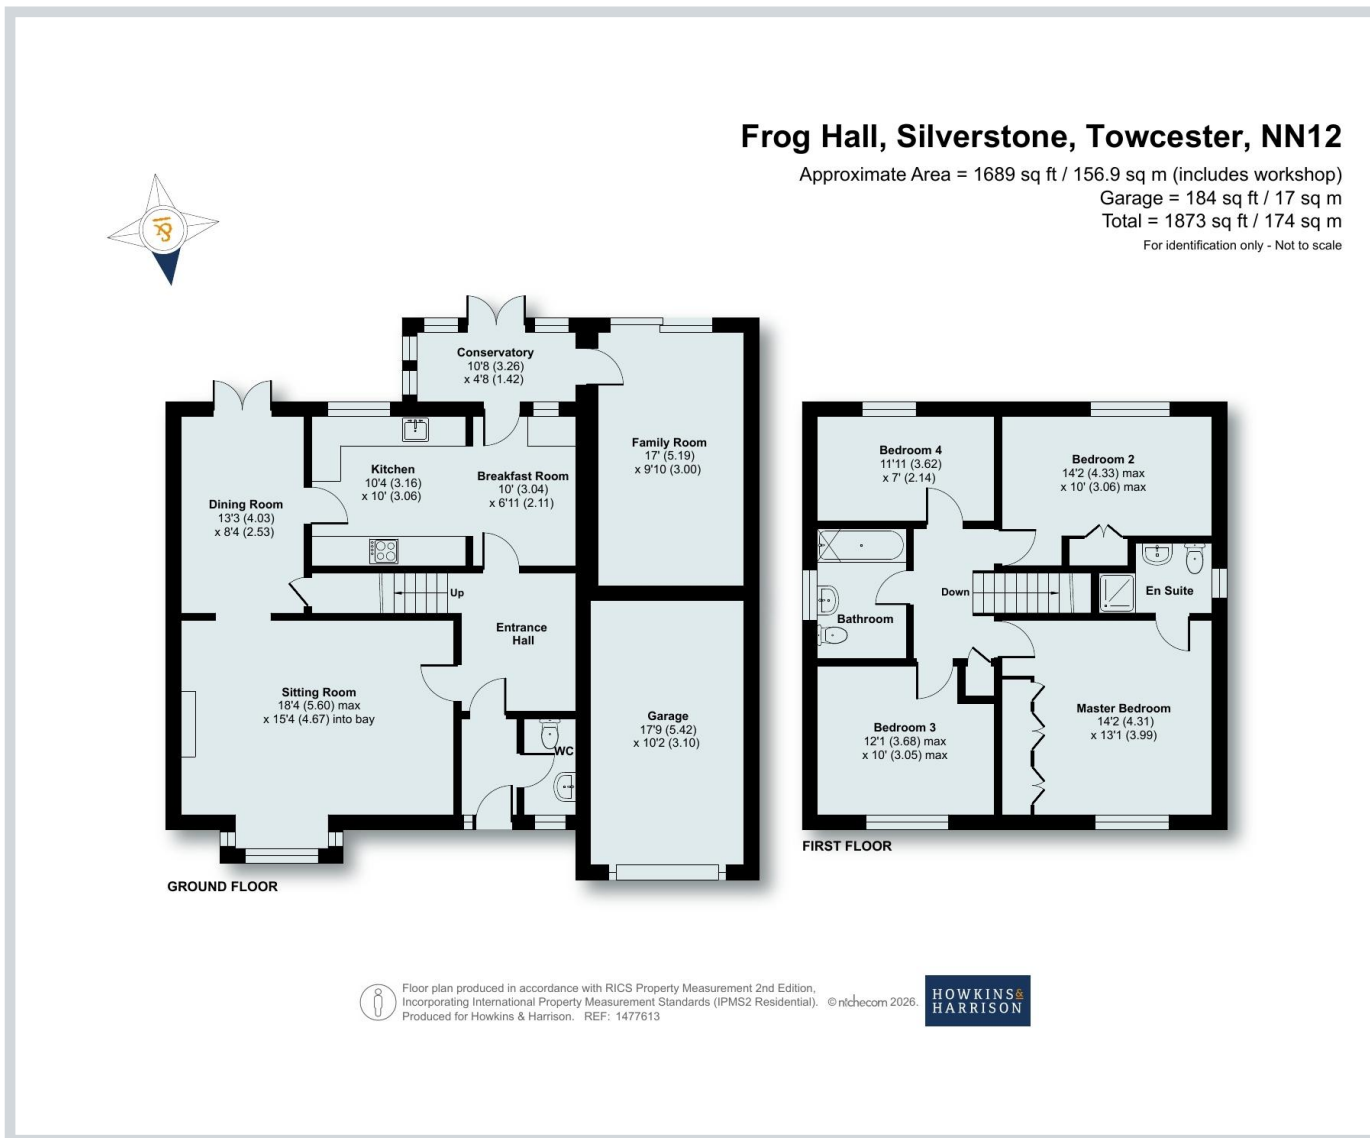 Frog Hall, Silverstone, Towcester, NN12
Approximate Area = 1689 sq ft / 156.9 sq m (includes workshop)
Garage = 184 sq ft / 17 sq m
Total = 1873 sq ft / 174 sq m
For identification only - Not to scale
Conservatory
10'8 (3.26)
x 4'8 (1.42)
Family Room
17' (5.19)
x 9'10 (3.00)
Kitchen
10'4 (3.16)
x 10' (3.06)
Breakfast Room
10' (3.04)
x 6'11 (2.11)
Dining Room
13'3 (4.03)
x 8'4 (2.53)
Up
Entrance
Hall
Sitting Room
18'4 (5.60) max
x 15'4 (4.67) into bay
WC
Garage
17'9 (5.42)
x 10'2 (3.10)
GROUND FLOOR
Bedroom 4
11'11 (3.62)
x 7' (2.14)
Bedroom 2
14'2 (4.33) max
x 10' (3.06) max
Down
En Suite
Bathroom
Bedroom 3
12'1 (3.68) max
x 10' (3.05) max
Master Bedroom
14'2 (4.31)
x 13'1 (3.99)
FIRST FLOOR
Floor plan produced in accordance with RICS Property Measurement 2nd Edition,
Incorporating International Property Measurement Standards (IPMS2 Residential). © nichecom 2026.
Produced for Howkins & Harrison. REF: 1477613
HOWKINS &
HARRISON